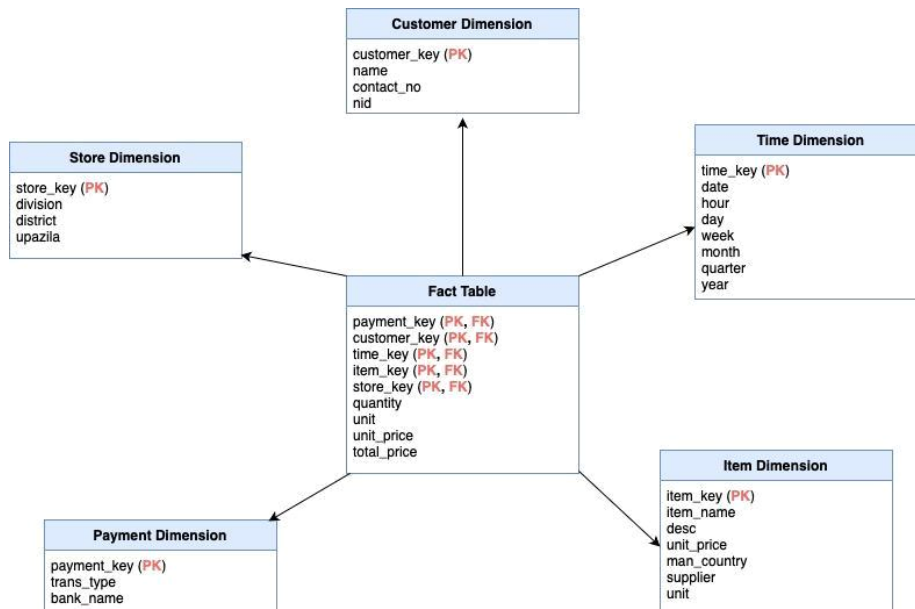 Customer Dimension
customer_key (PK)
name
contact_no
nid
Store Dimension
store_key (PK)
division
district
upazila
Time Dimension
time_key (PK)
date
hour
day
week
month
quarter
year
Fact Table
payment_key (PK, FK)
customer_key (PK, FK)
time_key (PK, FK)
item_key (PK, FK)
store_key (PK, FK)
quantity
unit
unit_price
total_price
Payment Dimension
payment_key (PK)
trans_type
bank_name
Item Dimension
item_key (PK)
item_name
desc
unit_price
man_country
supplier
unit